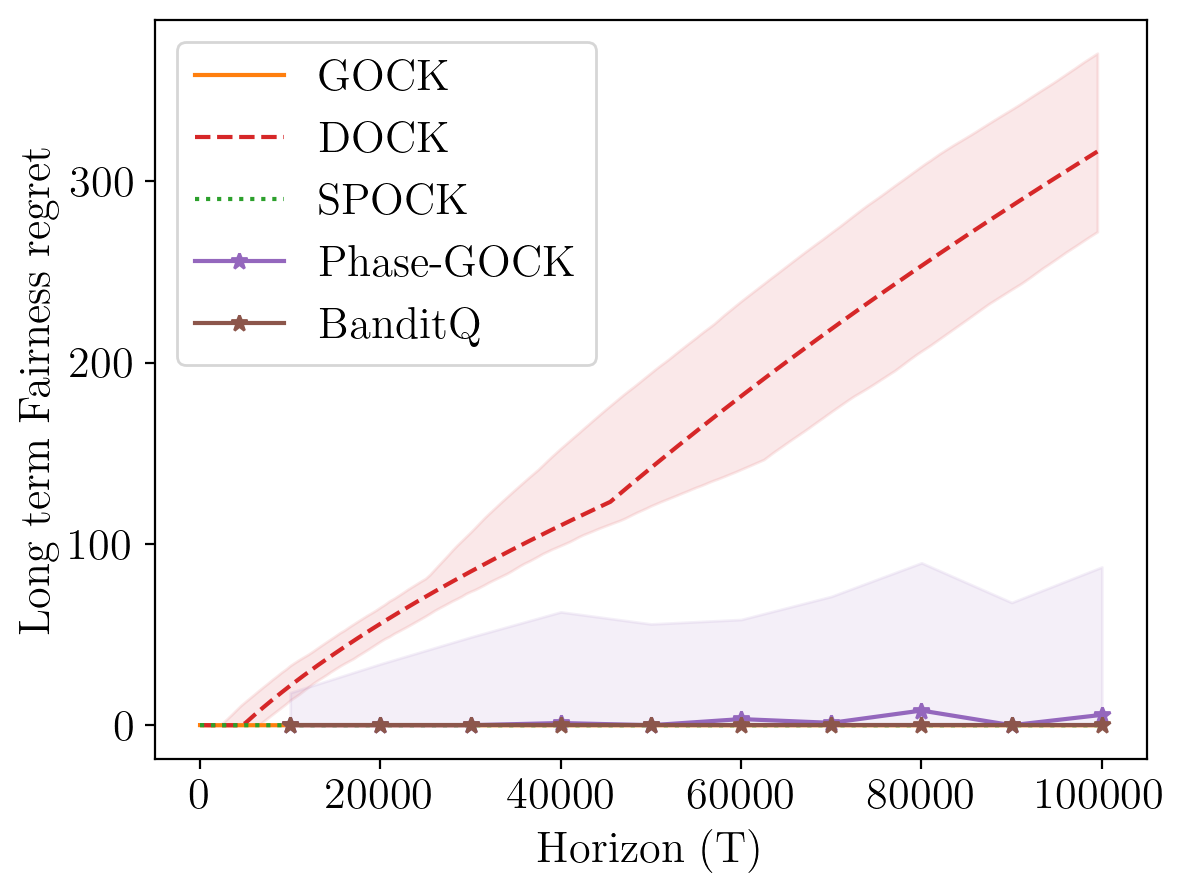 Long term Fairness regret
300
200
100
0
GOCK
DOCK
SPOCK
Phase-GOCK
BanditQ
0 20000 40000 60000 80000 100000
Horizon (T)